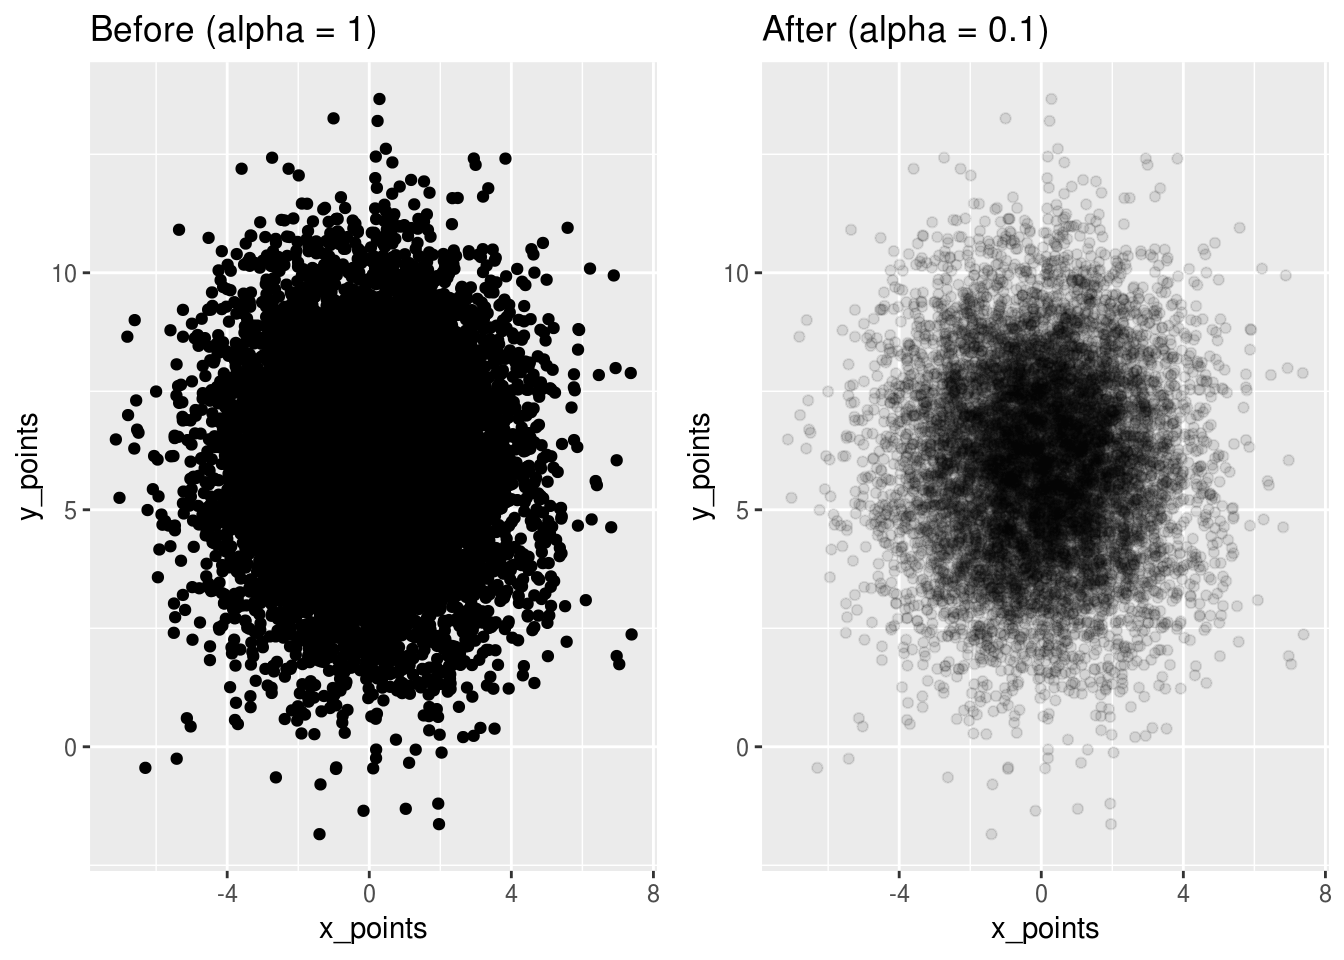 Before (alpha = 1)
y_points
10
5
0
-4 0 4 8
x_points
After (alpha = 0.1)
y_points
10
5
0
-4 0 4 8
x_points